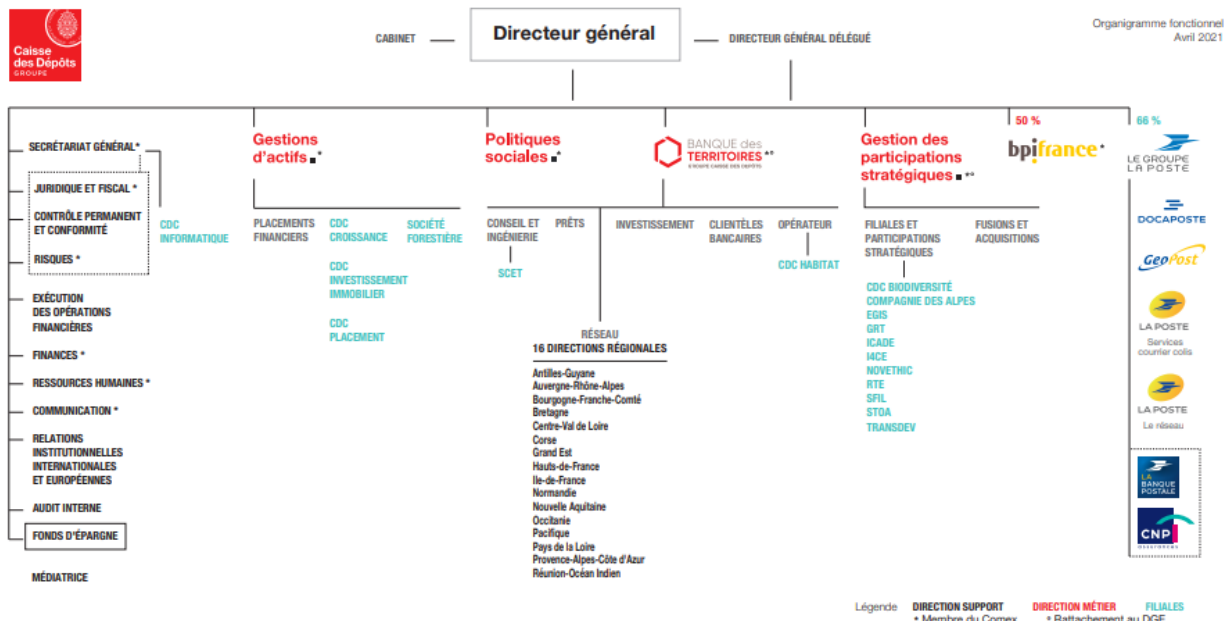 Caisse
des Dépôts
GROUPE
CABINET
Directeur général
DIRECTEUR GÉNÉRAL DÉLÉGUÉ
Organigramme fonctionnel
Avril 2021
SECRÉTARIAT GÉNÉRAL*
JURIDIQUE ET FISCAL *
CONTRÔLE PERMANENT
ET CONFORMITÉ
RISQUES *
CDC
INFORMATIQUE
EXÉCUTION
DES OPÉRATIONS
FINANCIÈRES
FINANCES *
RESSOURCES HUMAINES *
COMMUNICATION *
RELATIONS
INSTITUTIONNELLES
INTERNATIONALES
ET EUROPÉENNES
AUDIT INTERNE
FONDS D'ÉPARGNE
MÉDIATRICE
Gestions
d'actifs ■*
PLACEMENTS
FINANCIERS
CDC
CROISSANCE
CDC
INVESTISSEMENT
IMMOBILIER
CDC
PLACEMENT
SOCIÉTÉ
FORESTIÈRE
Politiques
sociales ■*
BANQUE des
TERRITOIRES *°
GROUPE CAISSE DES DÉPÔTS
CONSEIL ET
INGÉNIERIE
SCET
PRÊTS
INVESTISSEMENT
CLIENTÈLES
BANCAIRES
OPÉRATEUR
CDC HABITAT
RÉSEAU
16 DIRECTIONS RÉGIONALES
Antilles-Guyane
Auvergne-Rhône-Alpes
Bourgogne-Franche-Comté
Bretagne
Centre-Val de Loire
Corse
Grand Est
Hauts-de-France
Ile-de-France
Normandie
Nouvelle Aquitaine
Occitanie
Pacifique
Pays de la Loire
Provence-Alpes-Côte d'Azur
Réunion-Océan Indien
Gestion des
participations
stratégiques ■ *°
FILIALES ET
PARTICIPATIONS
STRATÉGIQUES
CDC BIODIVERSITÉ
COMPAGNIE DES ALPES
EGIS
GRT
ICADE
I4CE
NOVETHIC
RTE
SFIL
STOA
TRANSDEV
FUSIONS ET
ACQUISITIONS
50 %
bpifrance *
66 %
LE GROUPE
LA POSTE
DOCAPOSTE
GeoPost
LA POSTE
Services
courrier colis
LA POSTE
Le réseau
LA
BANQUE
POSTALE
CNP
assurances
Légende DIRECTION SUPPORT DIRECTION MÉTIER FILIALES
* Membre du Comex ° Rattachement au DGE